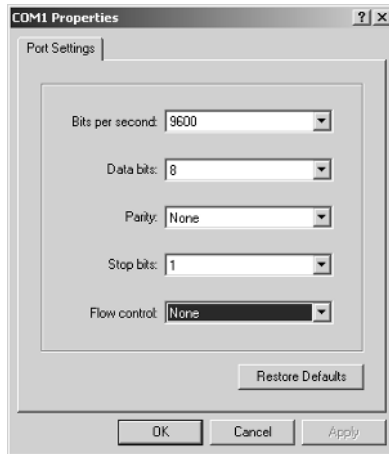 COM1 Properties
Port Settings
Bits per second: 9600
Data bits: 8
Parity: None
Stop bits: 1
Flow control: None
Restore Defaults
OK Cancel Apply